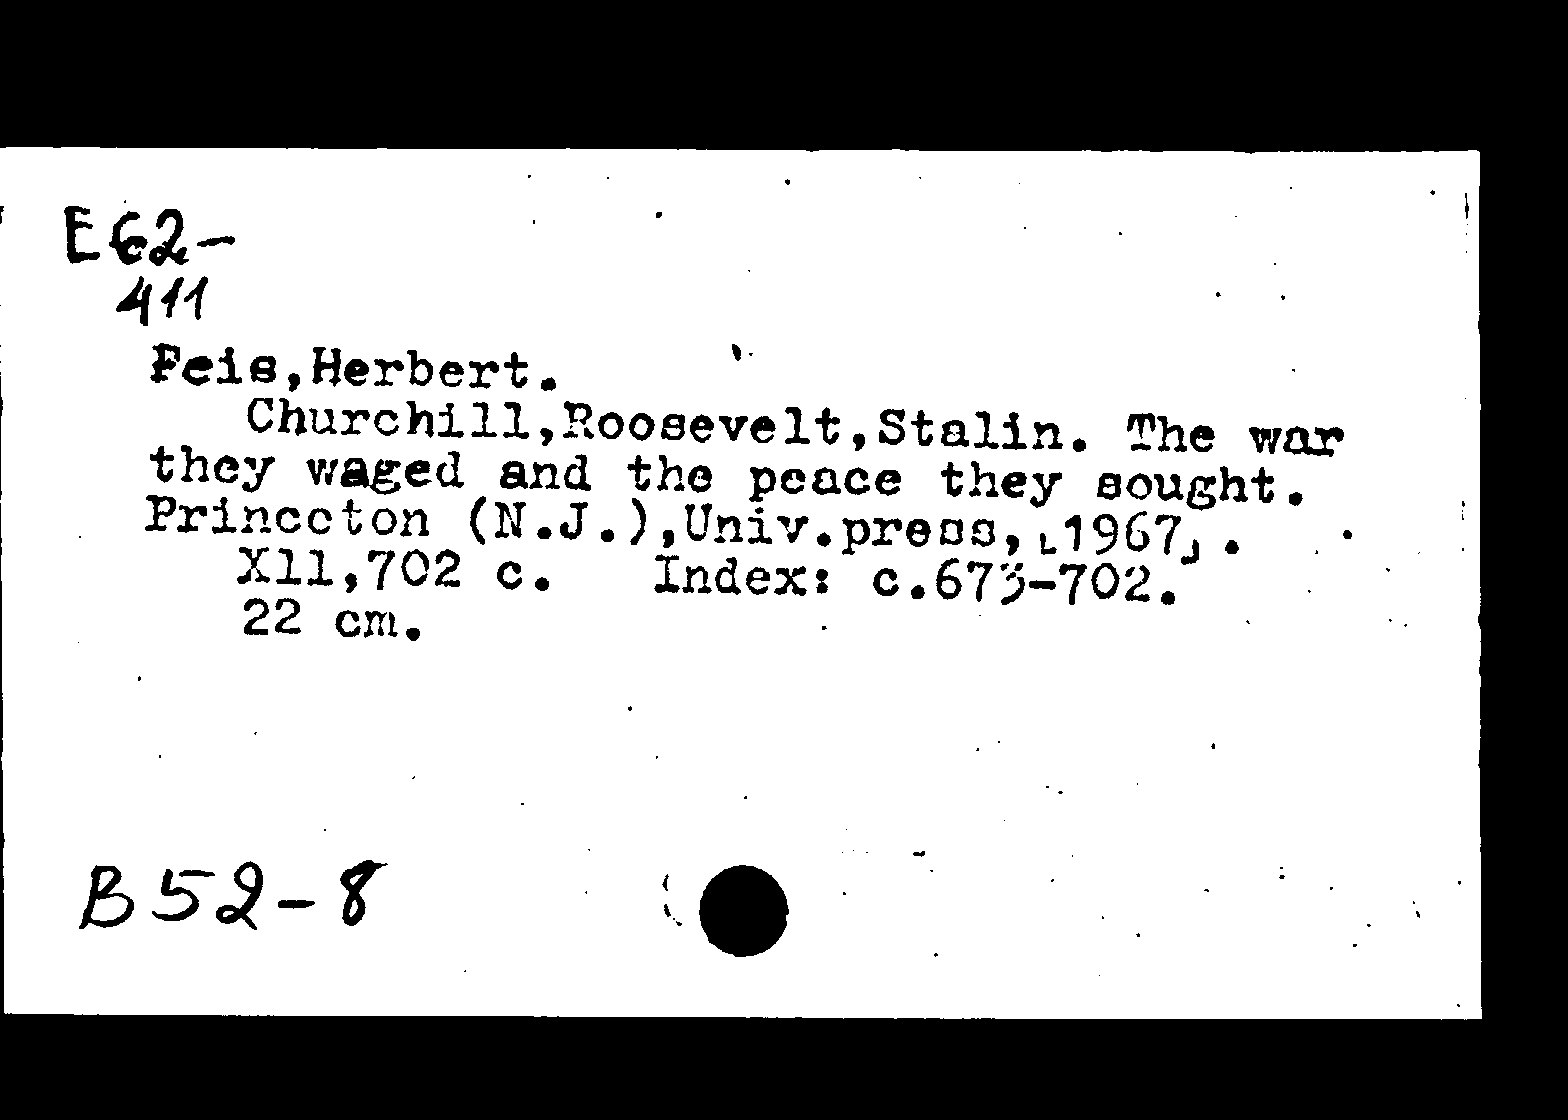 E62-
411
Feis,Herbert.
Churchill,Roosevelt,Stalin. The war
they waged and the peace they sought.
Princeton (N.J.),Univ.press,[1967].
X11,702 c. Index: c.673-702.
22 cm.
B52-8